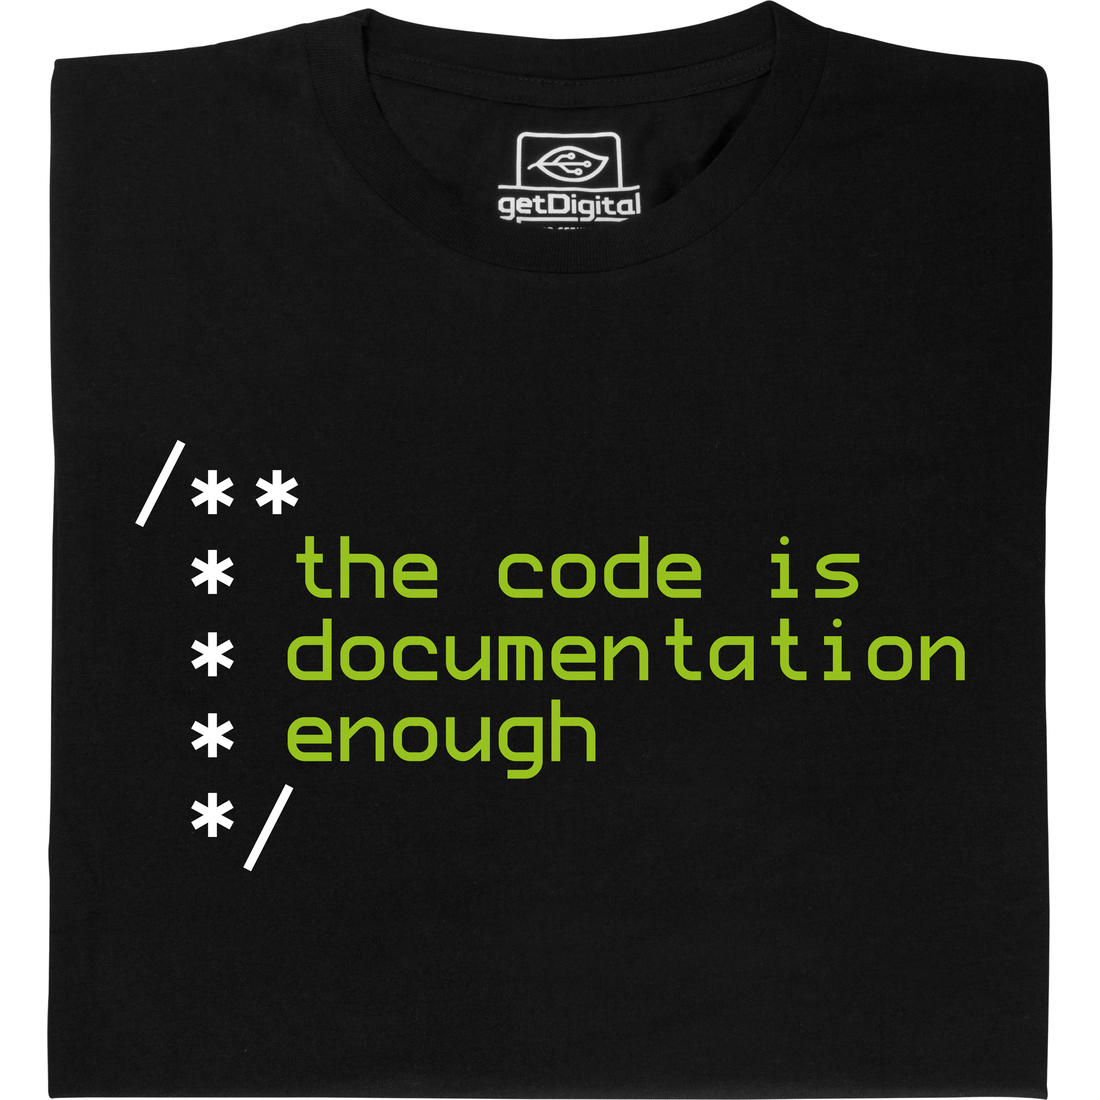 getDigital
/**
* the code is
* documentation
* enough
*/